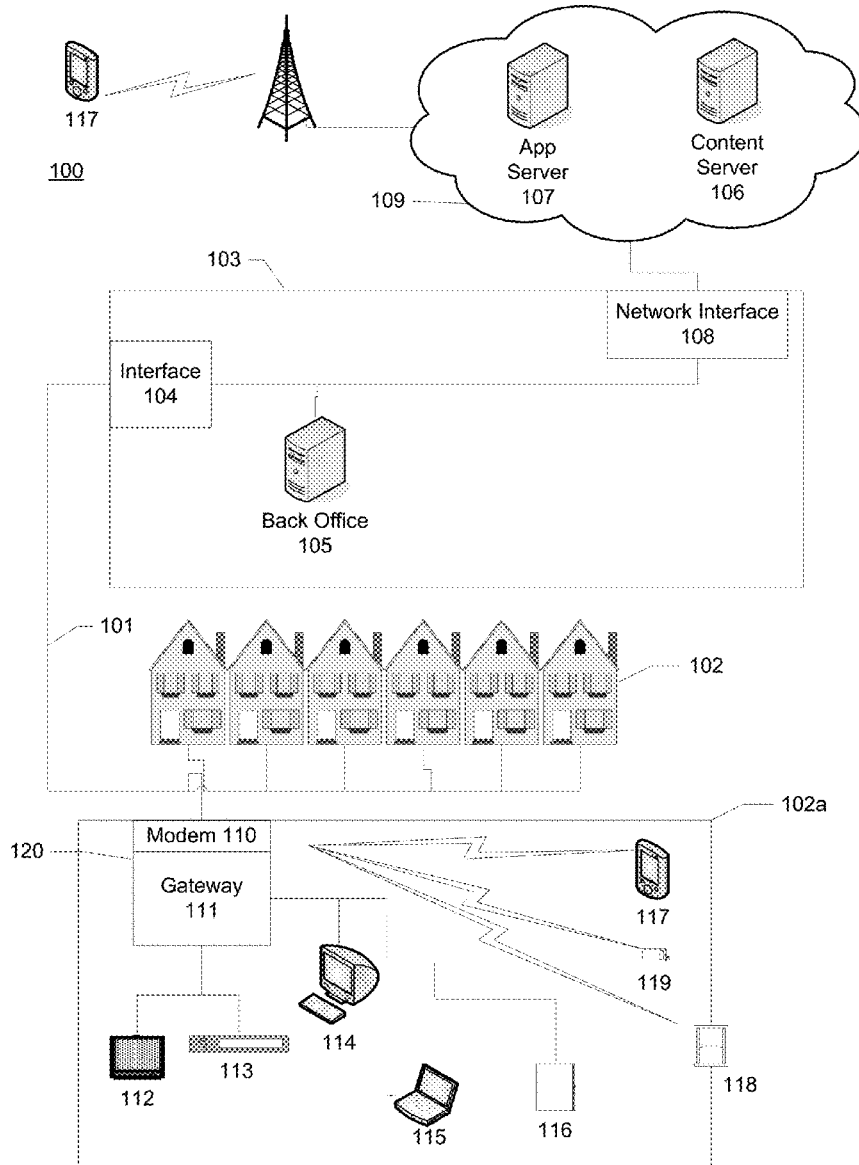 117
100
App
Server
107
Content
Server
106
109
103
Network Interface
108
Interface
104
Back Office
105
101
102
102a
Modem 110
120
Gateway
111
117
119
114
112
113
118
115
116